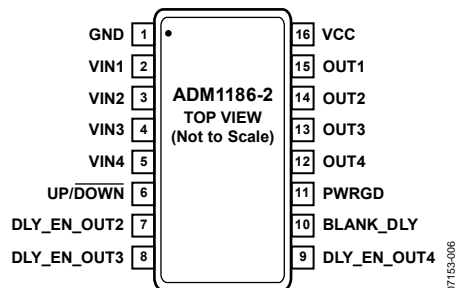 GND 1
VIN1 2
VIN2 3
VIN3 4
VIN4 5
UP/DOWN 6
DLY_EN_OUT2 7
DLY_EN_OUT3 8
ADM1186-2
TOP VIEW
(Not to Scale)
16 VCC
15 OUT1
14 OUT2
13 OUT3
12 OUT4
11 PWRGD
10 BLANK_DLY
9 DLY_EN_OUT4
07153-006